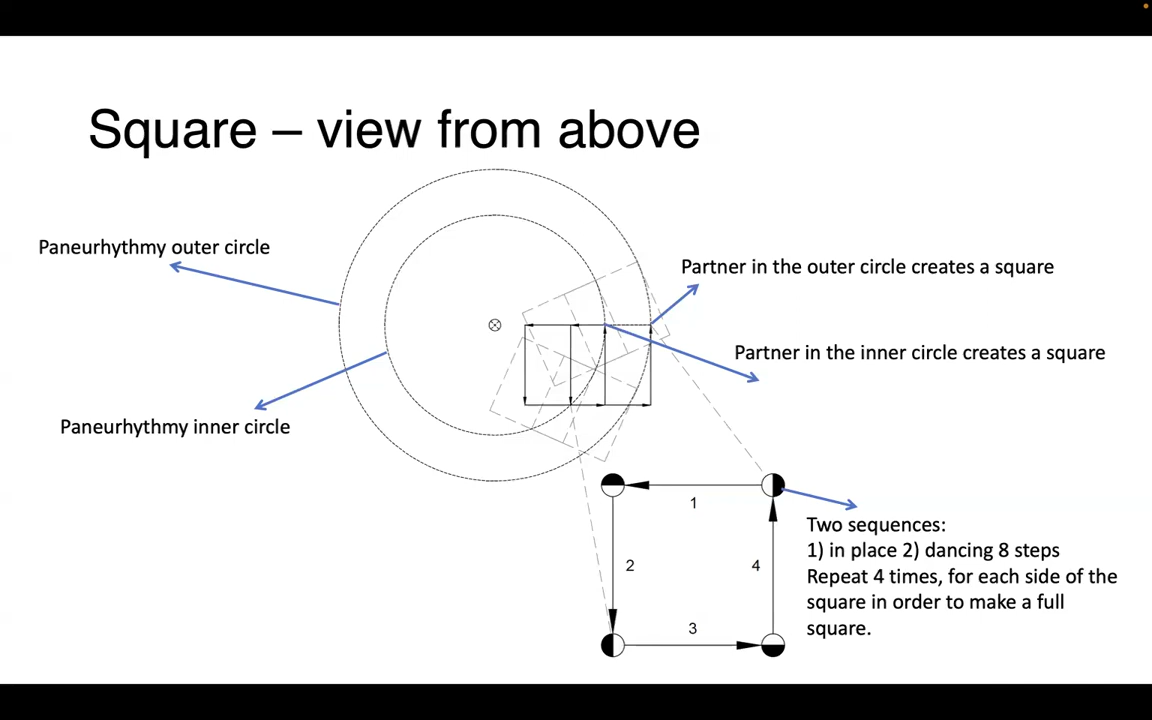 Square – view from above
Paneurhythmy outer circle
Partner in the outer circle creates a square
Partner in the inner circle creates a square
Paneurhythmy inner circle
1
2
4
3
Two sequences:
1) in place 2) dancing 8 steps
Repeat 4 times, for each side of the
square in order to make a full
square.